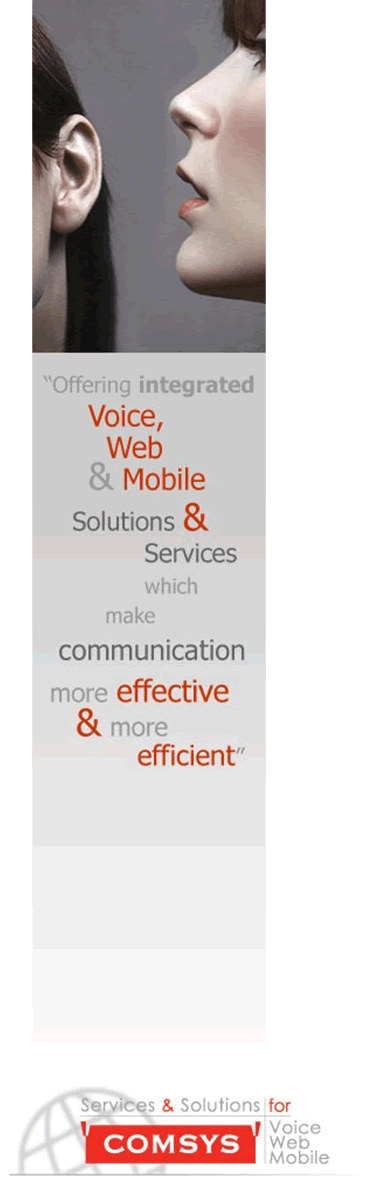 “Offering integrated
Voice,
Web
& Mobile
Solutions &
Services
which
make
communication
more effective
& more
efficient”
Services & Solutions for
'COMSYS'
Voice
Web
Mobile